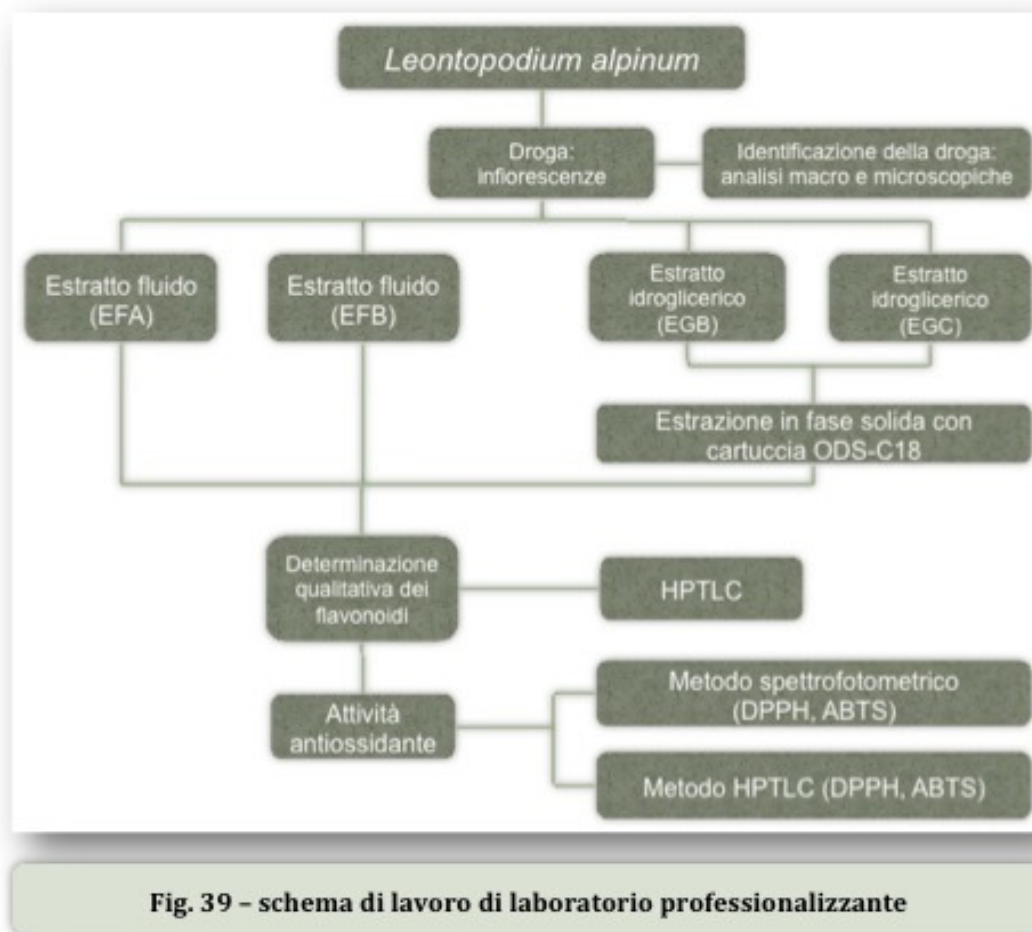 Leontopodium alpinum
Droga:
inflorescenze
Identificazione della droga:
analisi macro e microscopiche
Estratto fluido
(EFA)
Estratto fluido
(EFB)
Estratto
idroglicerico
(EGB)
Estratto
idroglicerico
(EGC)
Estrazione in fase solida con
cartuccia ODS-C18
Determinazione
qualitativa dei
flavonoidi
HPTLC
Attività
antiossidante
Metodo spettrofotometrico
(DPPH, ABTS)
Metodo HPTLC (DPPH, ABTS)
Fig. 39 – schema di lavoro di laboratorio professionalizzante